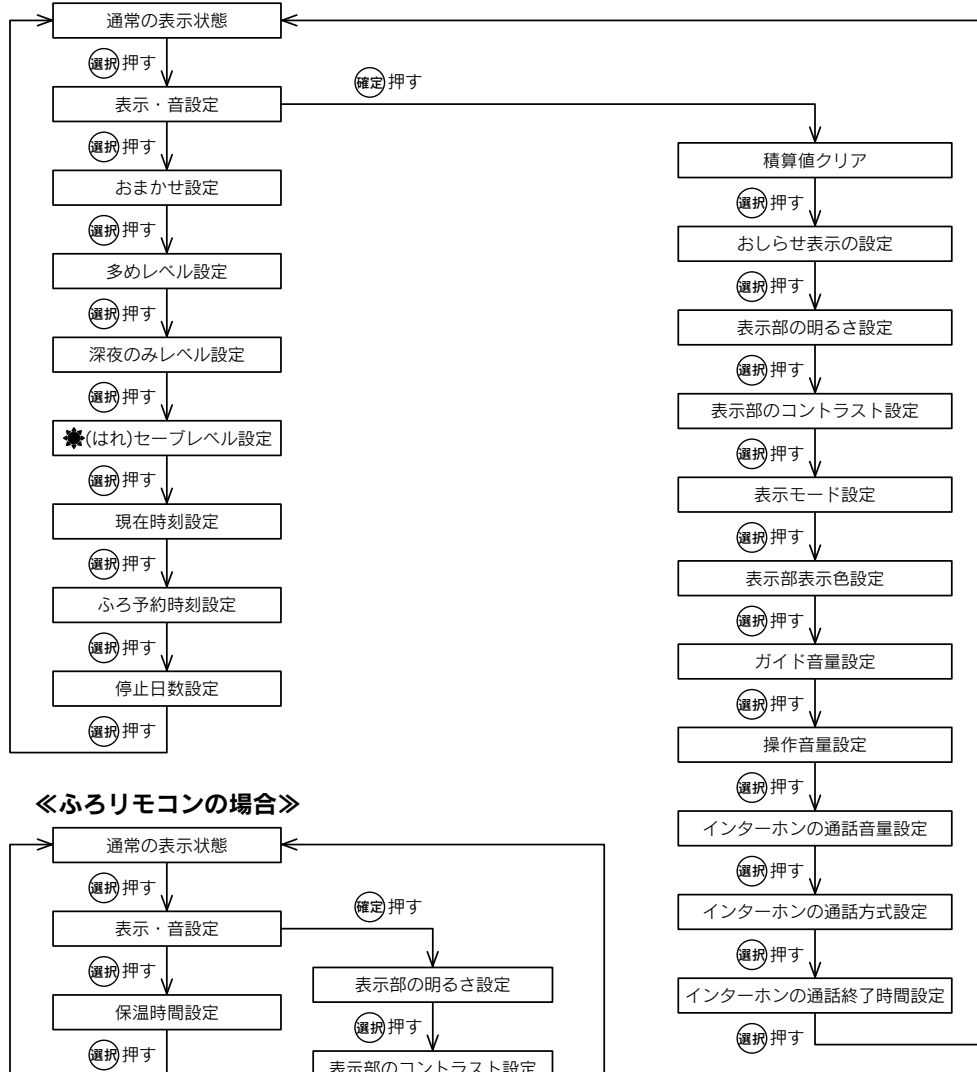 通常の表示状態
選択 押す
表示・音設定
選択 押す
おまかせ設定
選択 押す
多めレベル設定
選択 押す
深夜のみレベル設定
選択 押す
(はれ)セーブレベル設定
選択 押す
現在時刻設定
選択 押す
ふろ予約時刻設定
選択 押す
停止日数設定
選択 押す
確定 押す
積算値クリア
選択 押す
おしらせ表示の設定
選択 押す
表示部の明るさ設定
選択 押す
表示部のコントラスト設定
選択 押す
表示モード設定
選択 押す
表示部表示色設定
選択 押す
ガイド音量設定
選択 押す
操作音量設定
選択 押す
インターホンの通話音量設定
選択 押す
インターホンの通話方式設定
選択 押す
インターホンの通話終了時間設定
選択 押す
≪ふろリモコンの場合≫
通常の表示状態
選択 押す
表示・音設定
選択 押す
保温時間設定
選択 押す
確定 押す
表示部の明るさ設定
選択 押す
表示部のコントラスト設定